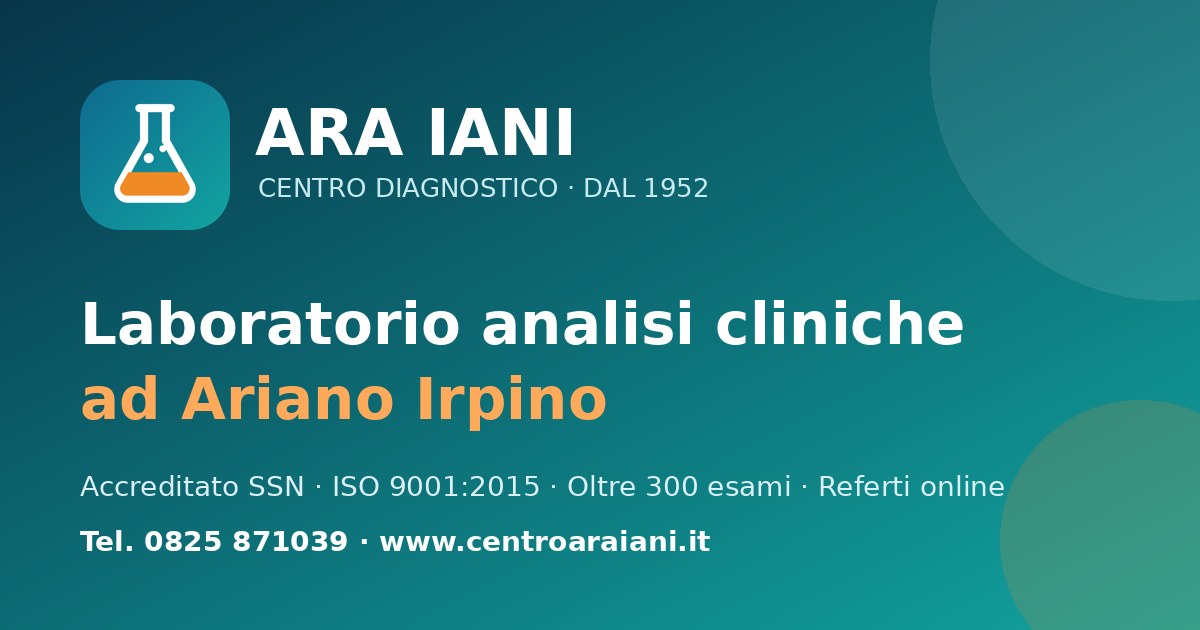 ARA IANI
CENTRO DIAGNOSTICO · DAL 1952
Laboratorio analisi cliniche
ad Ariano Irpino
Accreditato SSN · ISO 9001:2015 · Oltre 300 esami · Referti online
Tel. 0825 871039 · www.centroaraiani.it